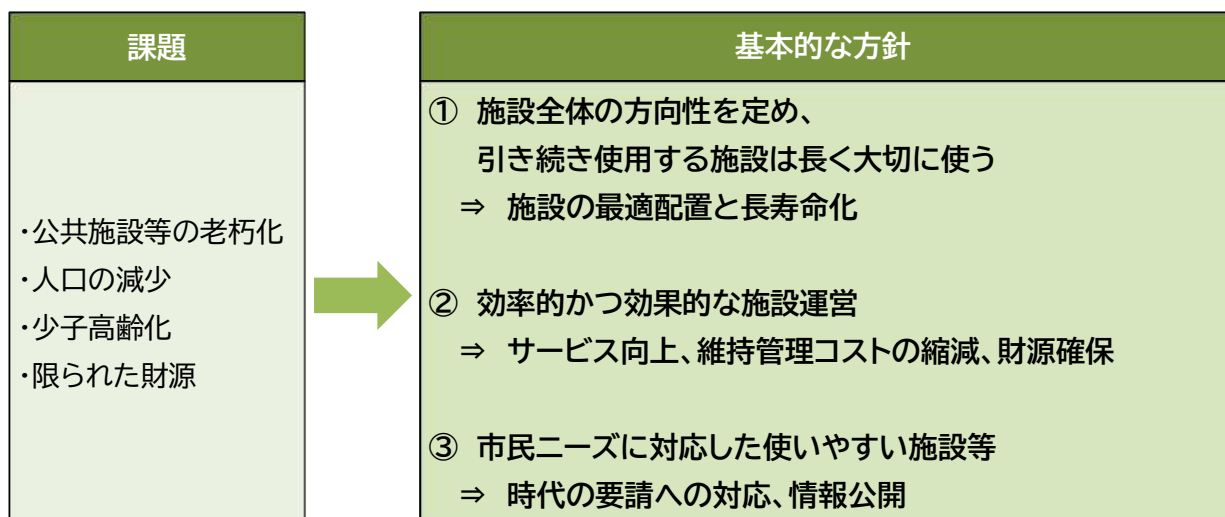 課題
・公共施設等の老朽化
・人口の減少
・少子高齢化
・限られた財源
基本的な方針
① 施設全体の方向性を定め、
引き続き使用する施設は長く大切に使う
⇒ 施設の最適配置と長寿命化
② 効率的かつ効果的な施設運営
⇒ サービス向上、維持管理コストの縮減、財源確保
③ 市民ニーズに対応した使いやすい施設等
⇒ 時代の要請への対応、情報公開